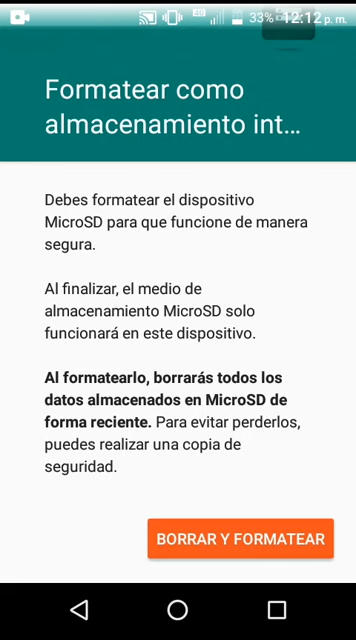 4G 33% 12:12 p. m.
Formatear como
almacenamiento int...
Debes formatear el dispositivo
MicroSD para que funcione de manera
segura.
Al finalizar, el medio de
almacenamiento MicroSD solo
funcionará en este dispositivo.
Al formatearlo, borrarás todos los
datos almacenados en MicroSD de
forma reciente. Para evitar perderlos,
puedes realizar una copia de
seguridad.
BORRAR Y FORMATEAR